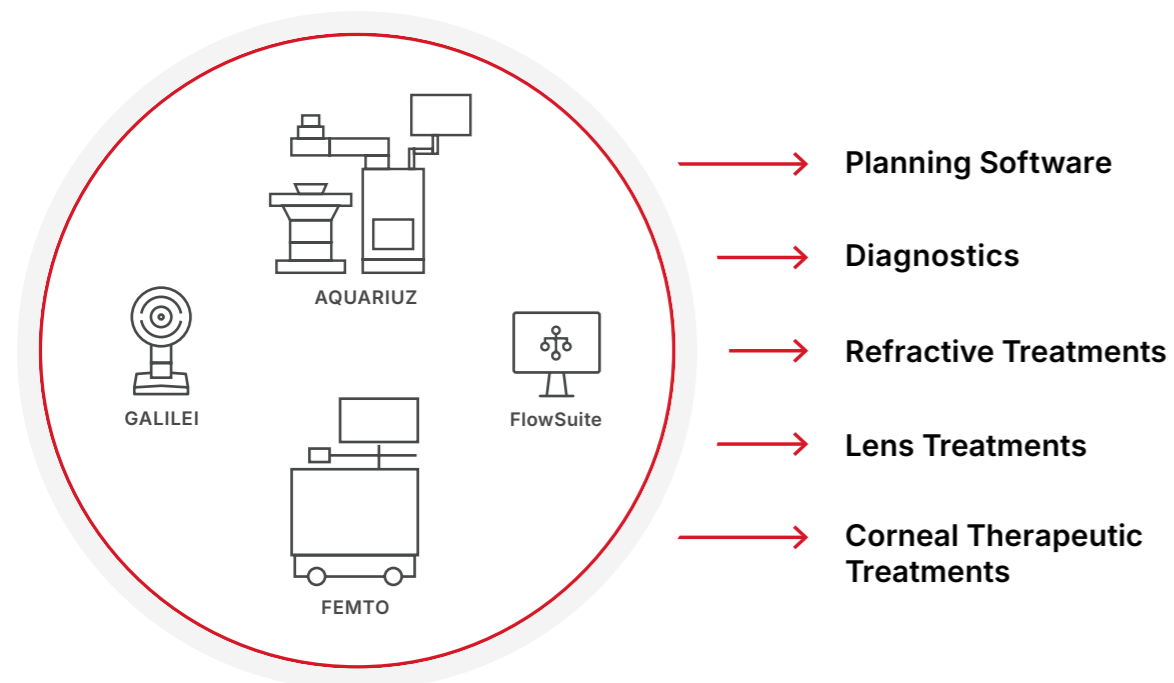 AQUARIUZ
GALILEI
FlowSuite
FEMTO
Planning Software
Diagnostics
Refractive Treatments
Lens Treatments
Corneal Therapeutic
Treatments